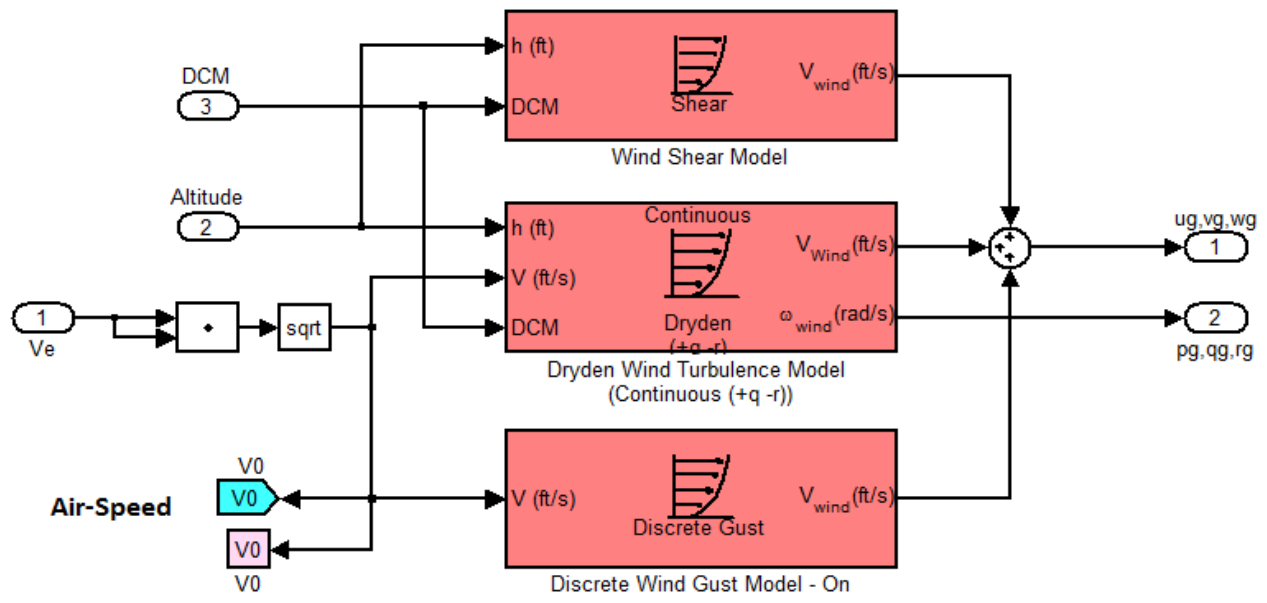 DCM
3
Altitude
2
1
Ve
sqrt
Air-Speed
V0
V0
V0
V0
h (ft)
DCM
Shear
V_wind(ft/s)
Wind Shear Model
h (ft)
V (ft/s)
DCM
Continuous
Dryden
(+q -r)
V_Wind(ft/s)
ω_wind(rad/s)
Dryden Wind Turbulence Model
(Continuous (+q -r))
V (ft/s)
Discrete Gust
V_wind(ft/s)
Discrete Wind Gust Model - On
+
+
+
ug,vg,wg
1
2
pg,qg,rg